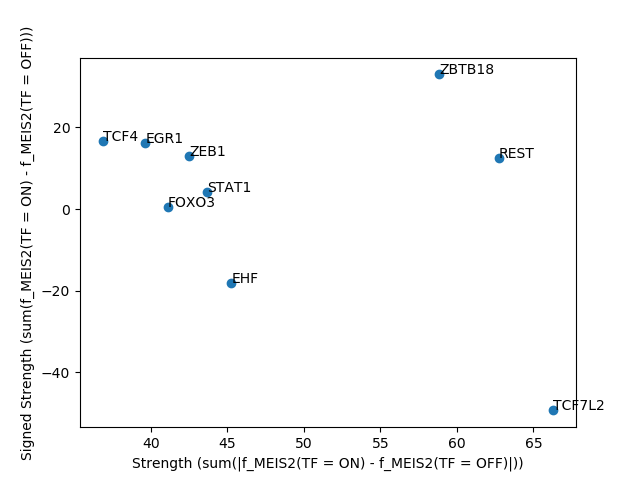 Signed Strength (sum(f_MEIS2(TF = ON) - f_MEIS2(TF = OFF)))
20
0
−20
−40
ZBTB18
TCF4
EGR1
ZEB1
REST
STAT1
FOXO3
EHF
TCF7L2
40
45
50
55
60
65
Strength (sum(|f_MEIS2(TF = ON) - f_MEIS2(TF = OFF)|))